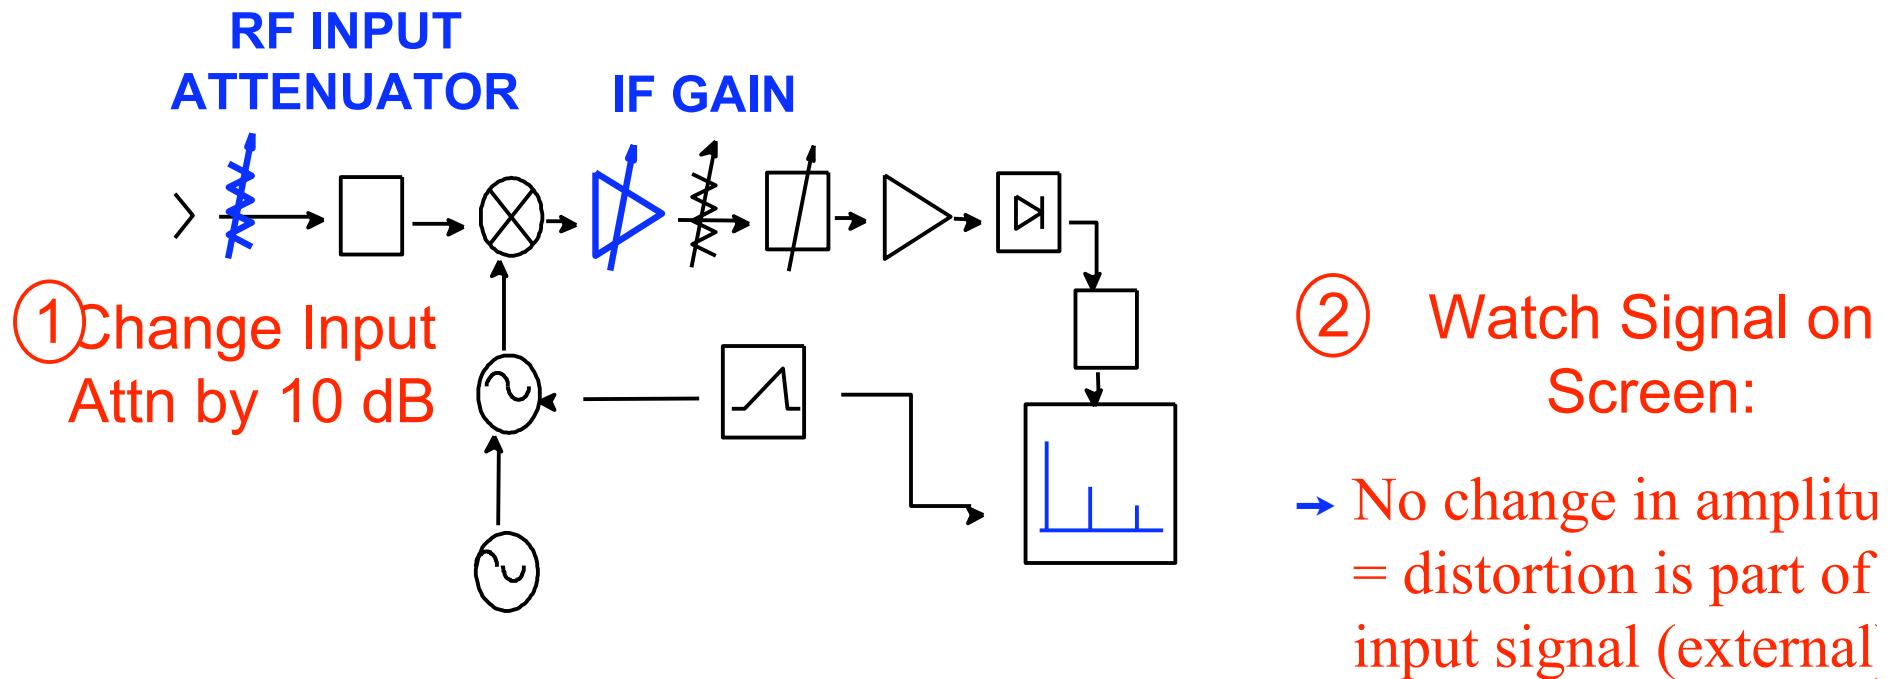 RF INPUT
ATTENUATOR
IF GAIN
1 Change Input
Attn by 10 dB
2 Watch Signal on
Screen:
→ No change in amplitu
= distortion is part of
input signal (external)